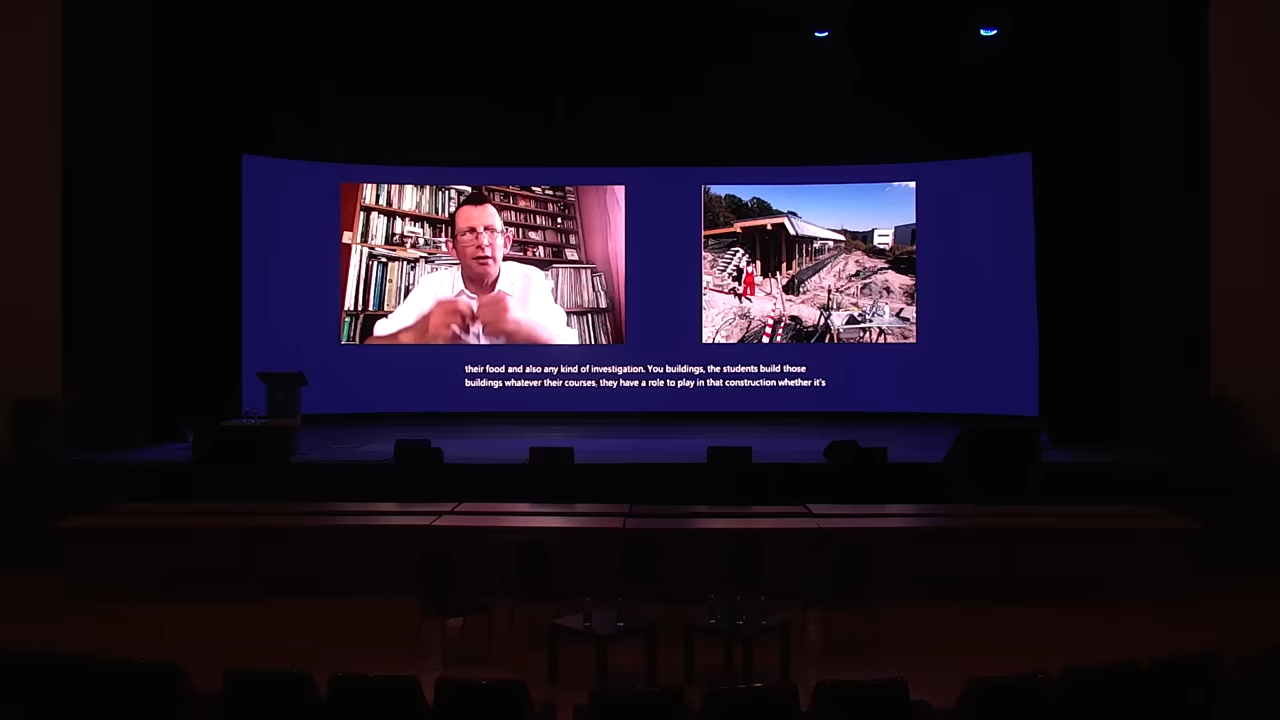 their food and also any kind of investigation. You buildings, the students build those
buildings whatever their courses, they have a role to play in that construction whether it's